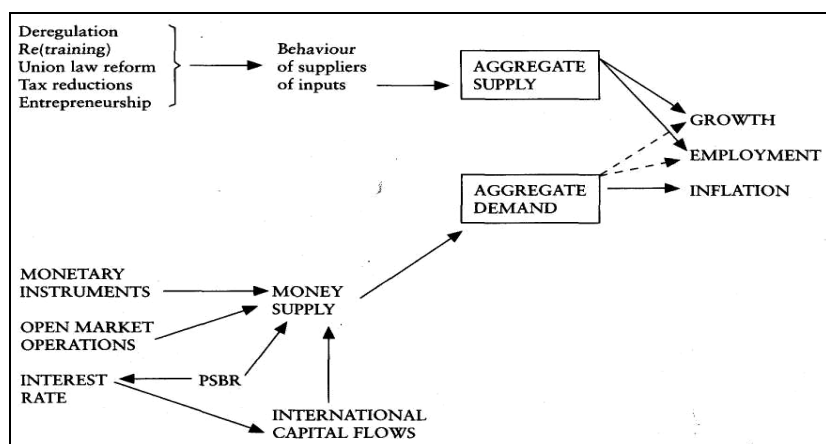 Deregulation
Re(training)
Union law reform
Tax reductions
Entrepreneurship
Behaviour
of suppliers
of inputs
AGGREGATE
SUPPLY
GROWTH
EMPLOYMENT
INFLATION
AGGREGATE
DEMAND
MONETARY
INSTRUMENTS
MONEY
SUPPLY
OPEN MARKET
OPERATIONS
INTEREST
RATE
PSBR
INTERNATIONAL
CAPITAL FLOWS